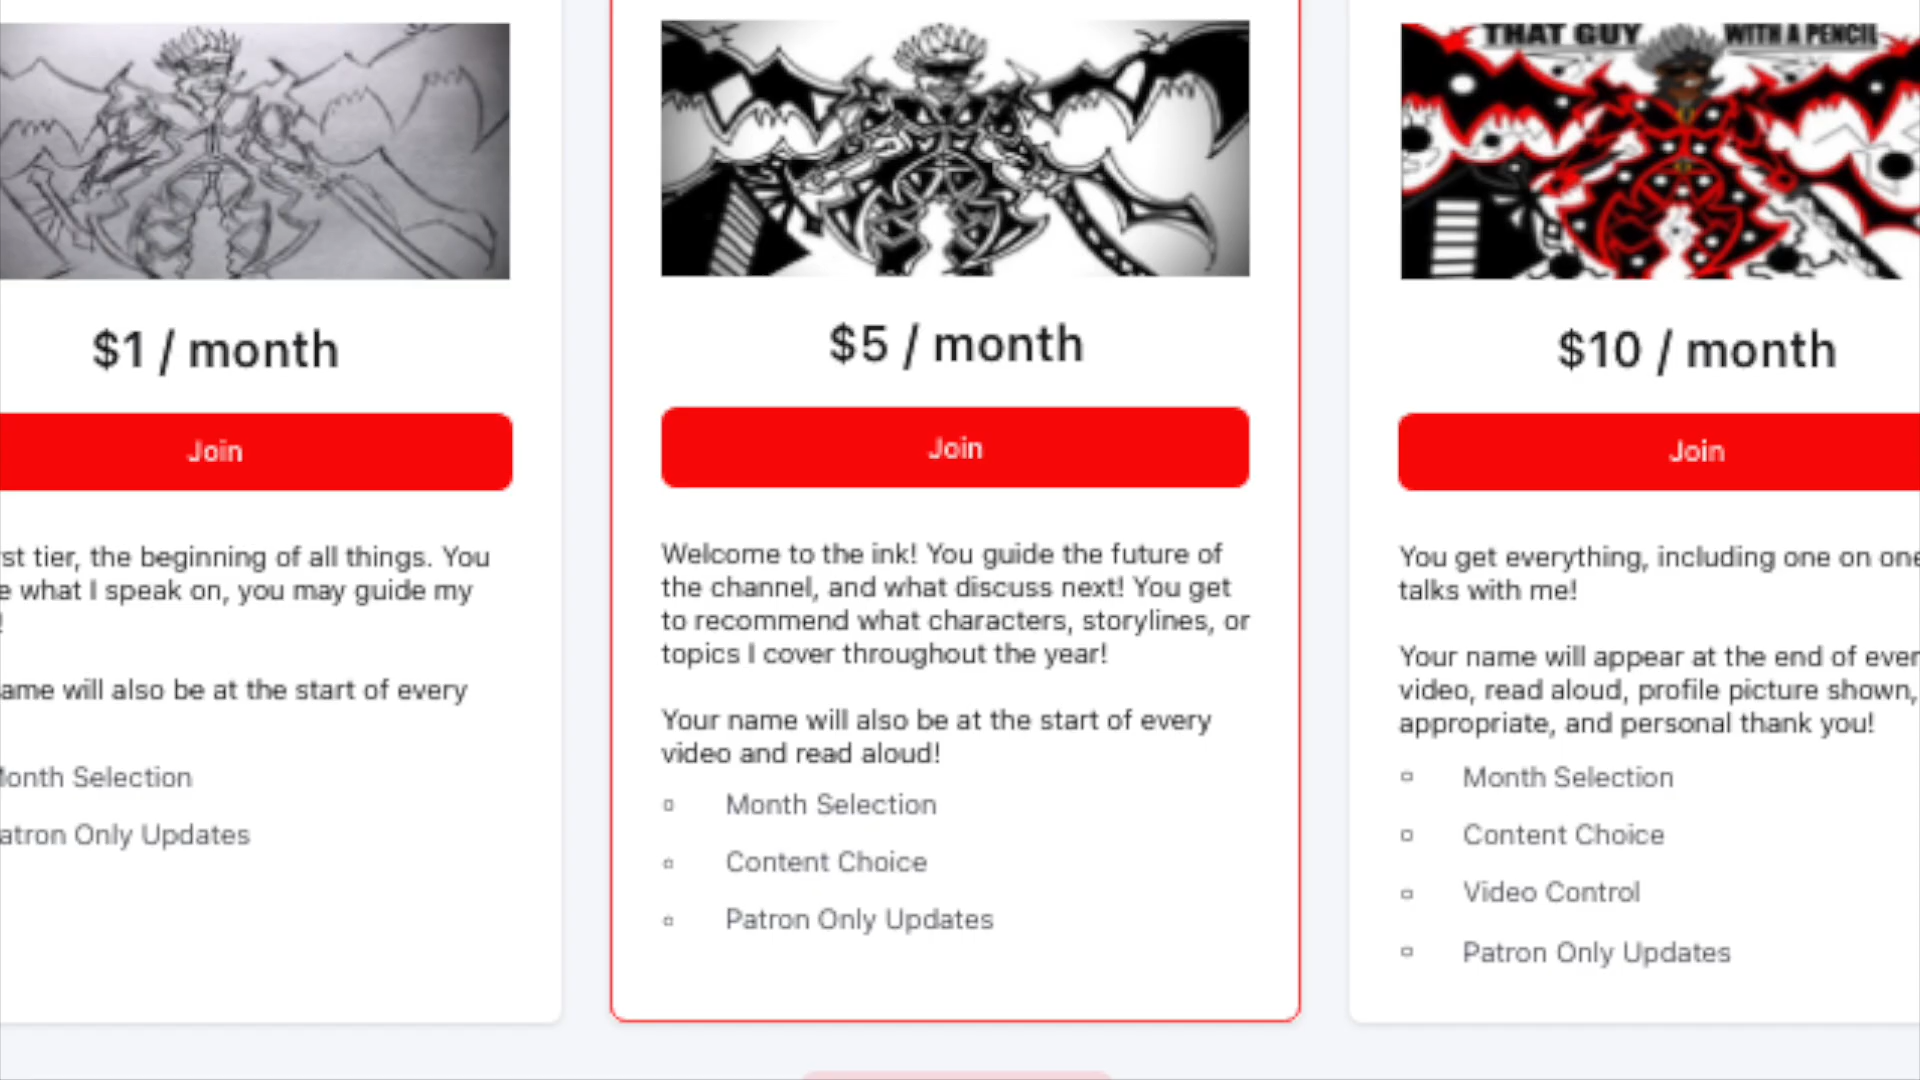 $1 / month
Join
rst tier, the beginning of all things. You
e what I speak on, you may guide my
!
ame will also be at the start of every
Month Selection
atron Only Updates
$5 / month
Join
Welcome to the ink! You guide the future of
the channel, and what discuss next! You get
to recommend what characters, storylines, or
topics I cover throughout the year!
Your name will also be at the start of every
video and read aloud!
Month Selection
Content Choice
Patron Only Updates
THAT GUY WITH A PENCIL
$10 / month
Join
You get everything, including one on one
talks with me!
Your name will appear at the end of ever
video, read aloud, profile picture shown,
appropriate, and personal thank you!
Month Selection
Content Choice
Video Control
Patron Only Updates